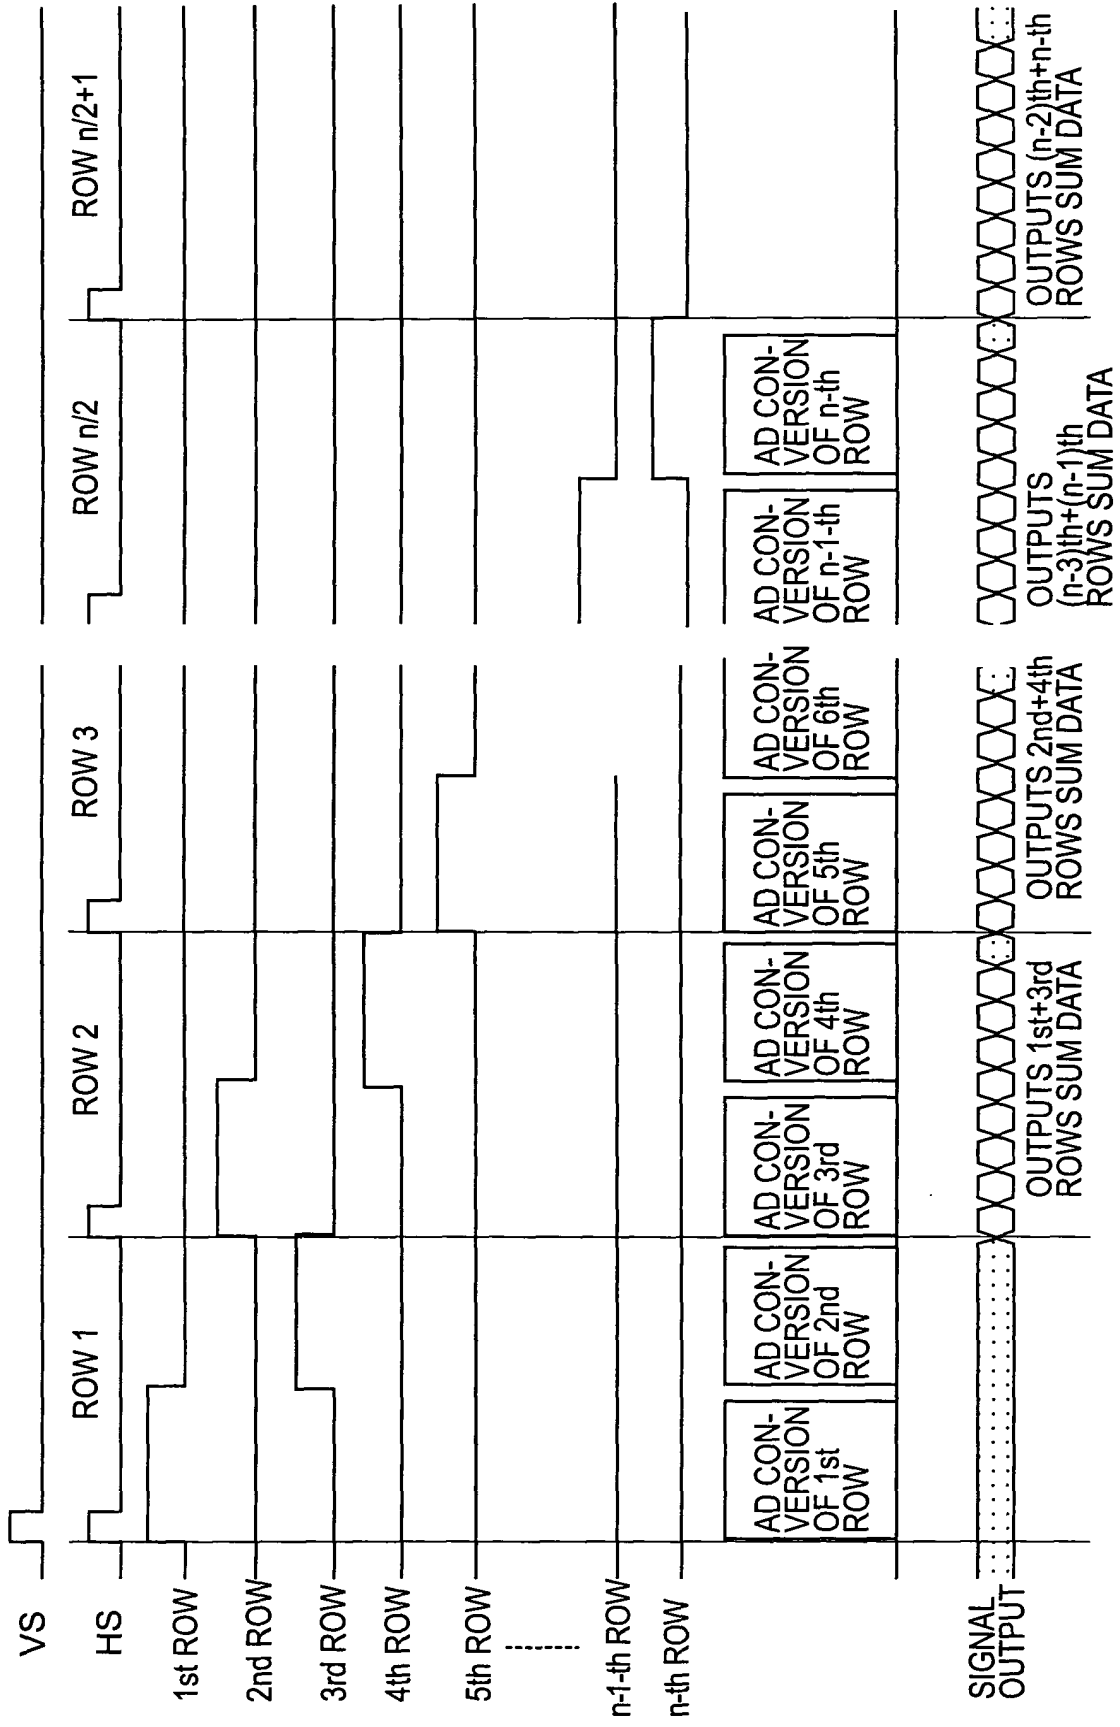 VS
HS
ROW 1
ROW 2
ROW 3
ROW n/2
ROW n/2+1
1st ROW
2nd ROW
3rd ROW
4th ROW
5th ROW
n-1-th ROW
n-th ROW
AD CON-
VERSION
OF 1st
ROW
AD CON-
VERSION
OF 2nd
ROW
AD CON-
VERSION
OF 3rd
ROW
AD CON-
VERSION
OF 4th
ROW
AD CON-
VERSION
OF 5th
ROW
AD CON-
VERSION
OF 6th
ROW
AD CON-
VERSION
OF n-1-th
ROW
AD CON-
VERSION
OF n-th
ROW
SIGNAL
OUTPUT
OUTPUTS 1st+3rd
ROWS SUM DATA
OUTPUTS 2nd+4th
ROWS SUM DATA
OUTPUTS
(n-3)th+(n-1)th
ROWS SUM DATA
OUTPUTS (n-2)th+n-th
ROWS SUM DATA